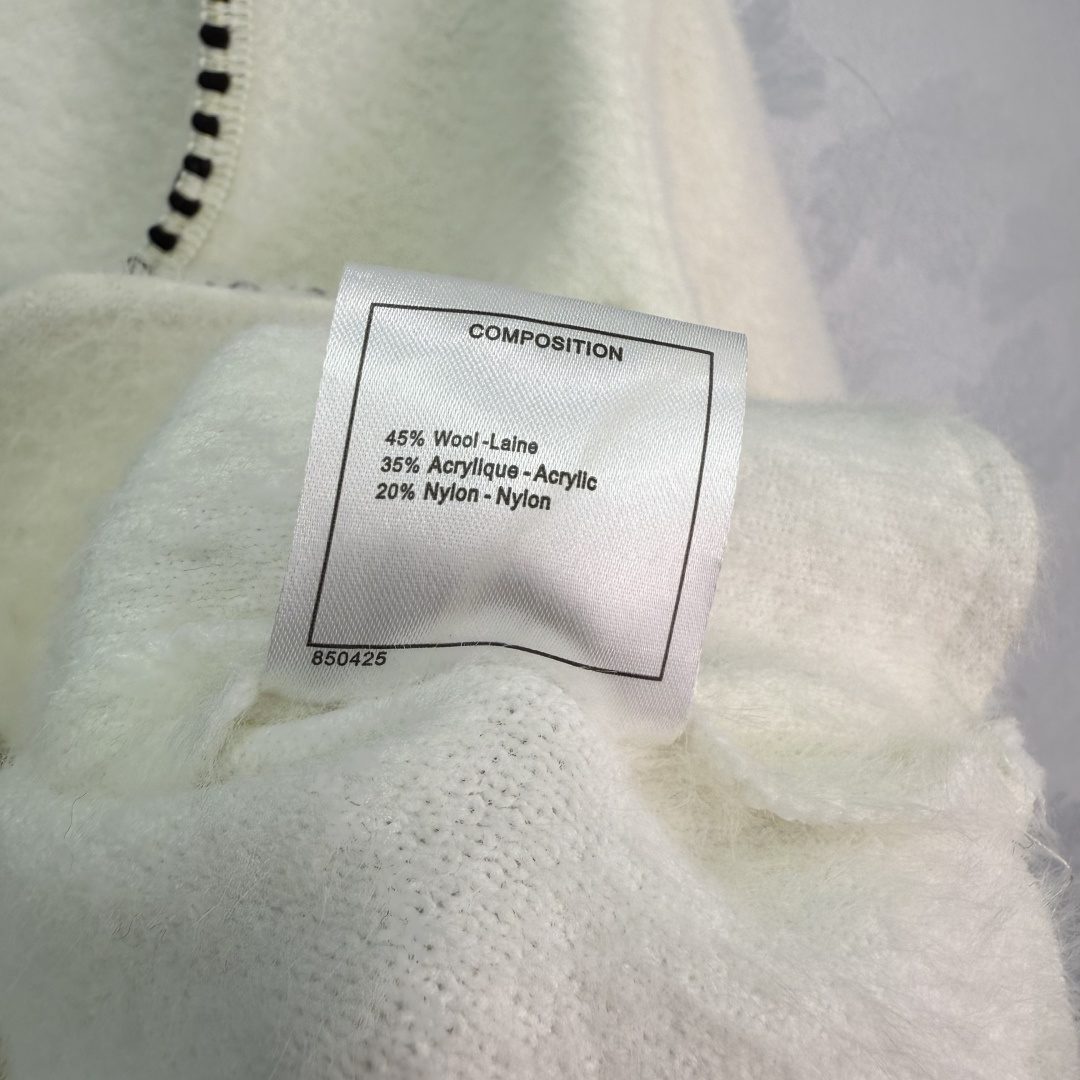 COMPOSITION
45% Wool - Laine
35% Acrylique - Acrylic
20% Nylon - Nylon
850425